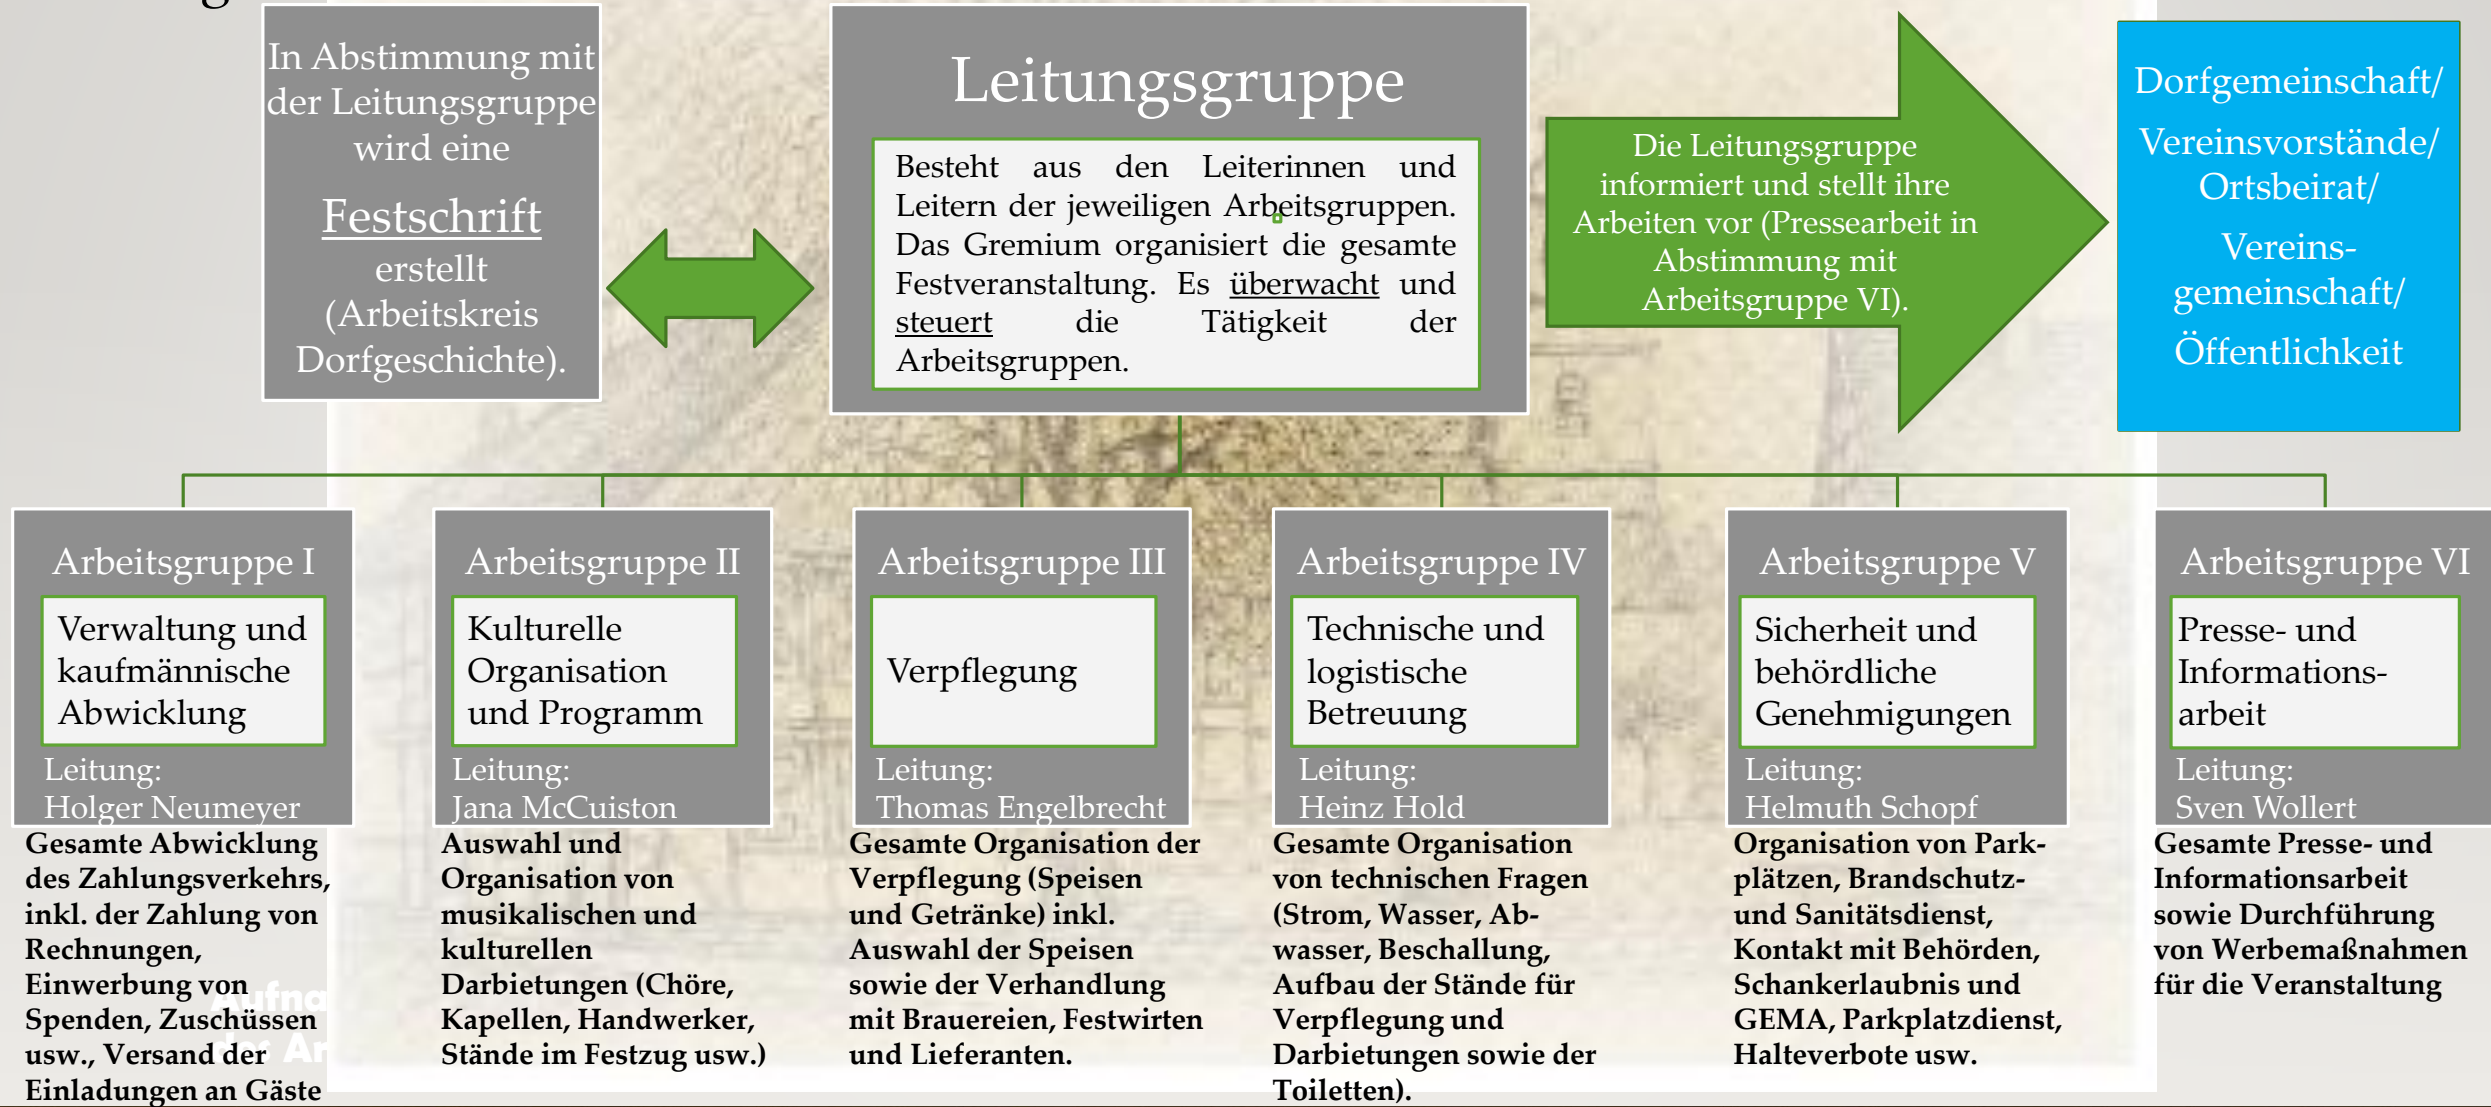 In Abstimmung mit
der Leitungsgruppe
wird eine
Festschrift
erstellt
(Arbeitskreis
Dorfgeschichte).
Leitungsgruppe
Besteht aus den Leiterinnen und
Leitern der jeweiligen Arbeitsgruppen.
Das Gremium organisiert die gesamte
Festveranstaltung. Es überwacht und
steuert die Tätigkeit der
Arbeitsgruppen.
Die Leitungsgruppe
informiert und stellt ihre
Arbeiten vor (Pressearbeit in
Abstimmung mit
Arbeitsgruppe VI).
Dorfgemeinschaft/
Vereinsvorstände/
Ortsbeirat/
Vereins-
gemeinschaft/
Öffentlichkeit
Arbeitsgruppe I
Verwaltung und
kaufmännische
Abwicklung
Leitung:
Holger Neumeyer
Gesamte Abwicklung
des Zahlungsverkehrs,
inkl. der Zahlung von
Rechnungen,
Einwerbung von
Spenden, Zuschüssen
usw., Versand der
Einladungen an Gäste
Arbeitsgruppe II
Kulturelle
Organisation
und Programm
Leitung:
Jana McCuiston
Auswahl und
Organisation von
musikalischen und
kulturellen
Darbietungen (Chöre,
Kapellen, Handwerker,
Stände im Festzug usw.)
Arbeitsgruppe III
Verpflegung
Leitung:
Thomas Engelbrecht
Gesamte Organisation der
Verpflegung (Speisen
und Getränke) inkl.
Auswahl der Speisen
sowie der Verhandlung
mit Brauereien, Festwirten
und Lieferanten.
Arbeitsgruppe IV
Technische und
logistische
Betreuung
Leitung:
Heinz Hold
Gesamte Organisation
von technischen Fragen
(Strom, Wasser, Ab-
wasser, Beschallung,
Aufbau der Stände für
Verpflegung und
Darbietungen sowie der
Toiletten).
Arbeitsgruppe V
Sicherheit und
behördliche
Genehmigungen
Leitung:
Helmuth Schopf
Organisation von Park-
plätzen, Brandschutz-
und Sanitätsdienst,
Kontakt mit Behörden,
Schankerlaubnis und
GEMA, Parkplatzdienst,
Halteverbote usw.
Arbeitsgruppe VI
Presse- und
Informations-
arbeit
Leitung:
Sven Wollert
Gesamte Presse- und
Informationsarbeit
sowie Durchführung
von Werbemaßnahmen
für die Veranstaltung